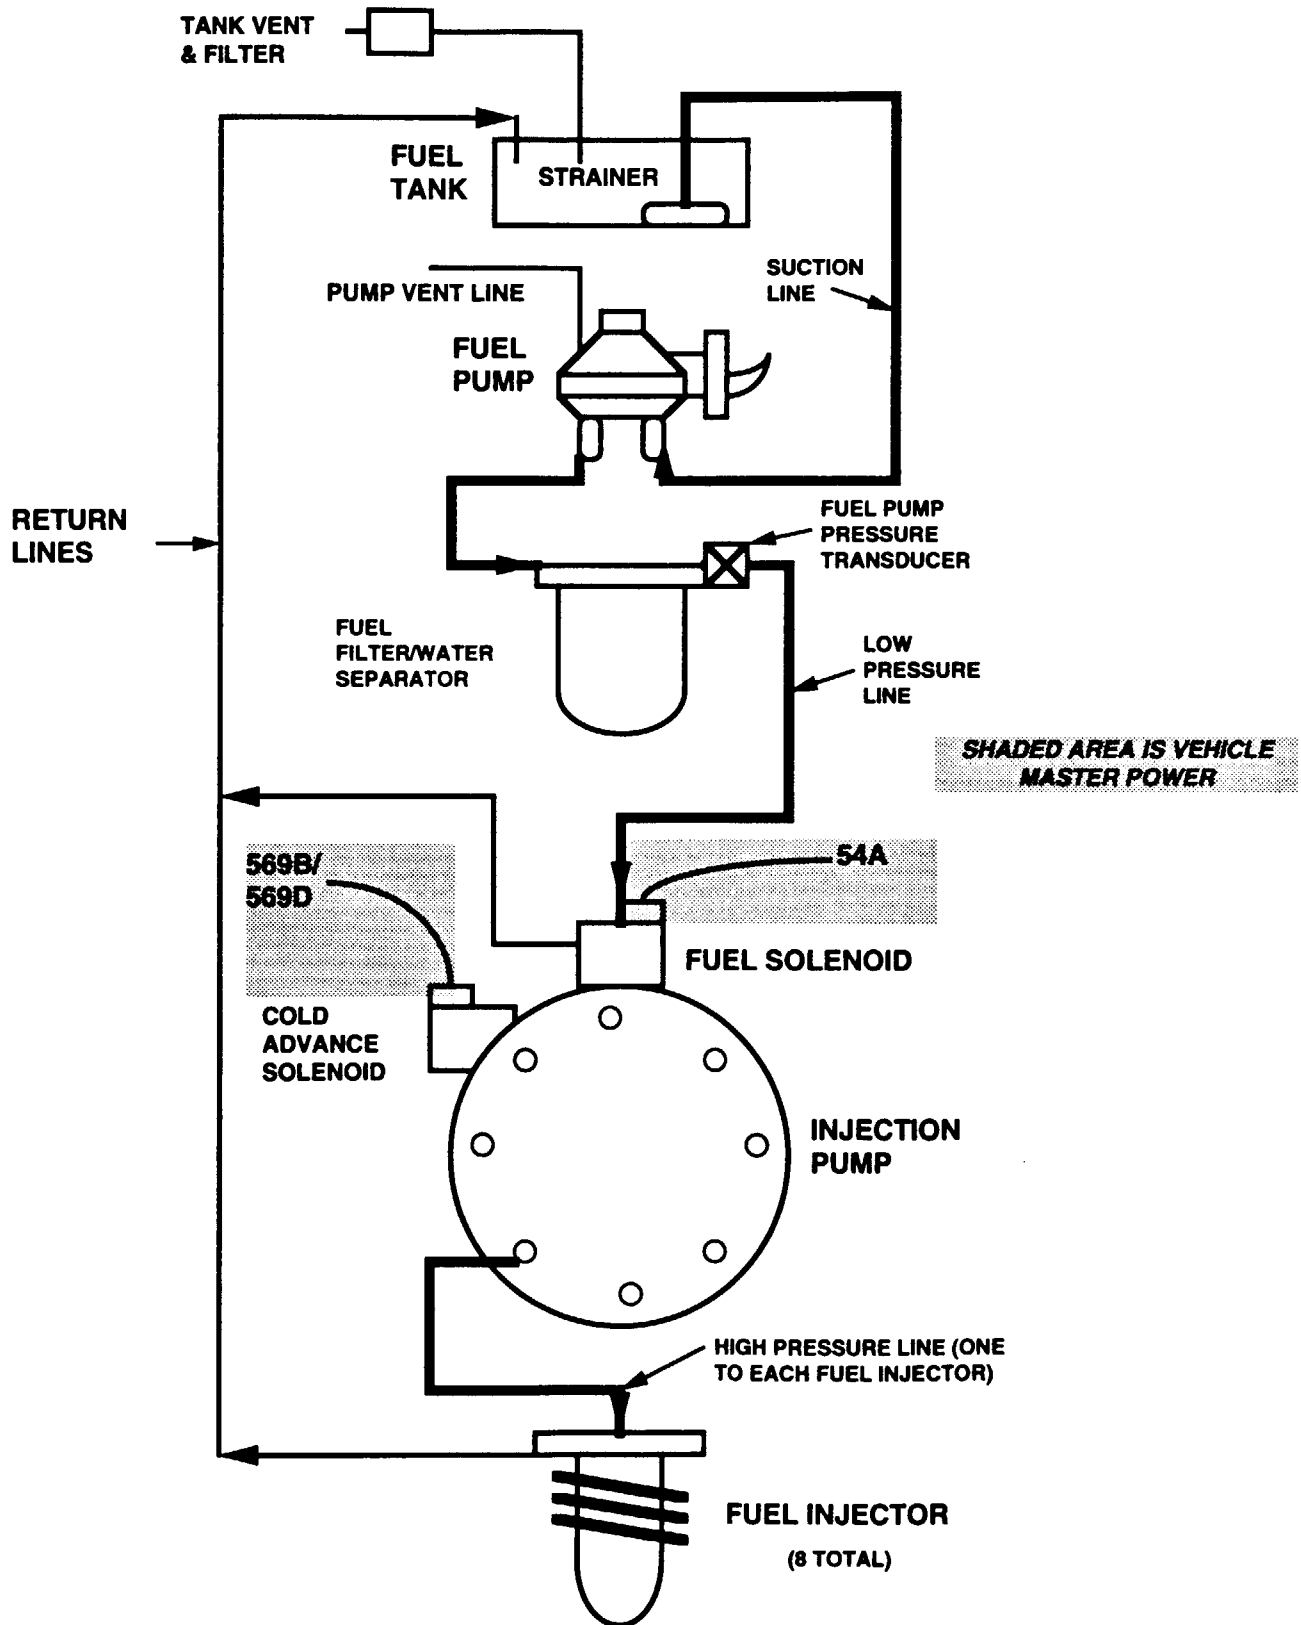 TANK VENT
& FILTER
FUEL
TANK
STRAINER
SUCTION
LINE
PUMP VENT LINE
FUEL
PUMP
RETURN
LINES
FUEL PUMP
PRESSURE
TRANSDUCER
FUEL
FILTER/WATER
SEPARATOR
LOW
PRESSURE
LINE
SHADED AREA IS VEHICLE
MASTER POWER
569B/
569D
54A
FUEL SOLENOID
COLD
ADVANCE
SOLENOID
INJECTION
PUMP
HIGH PRESSURE LINE (ONE
TO EACH FUEL INJECTOR)
FUEL INJECTOR
(8 TOTAL)